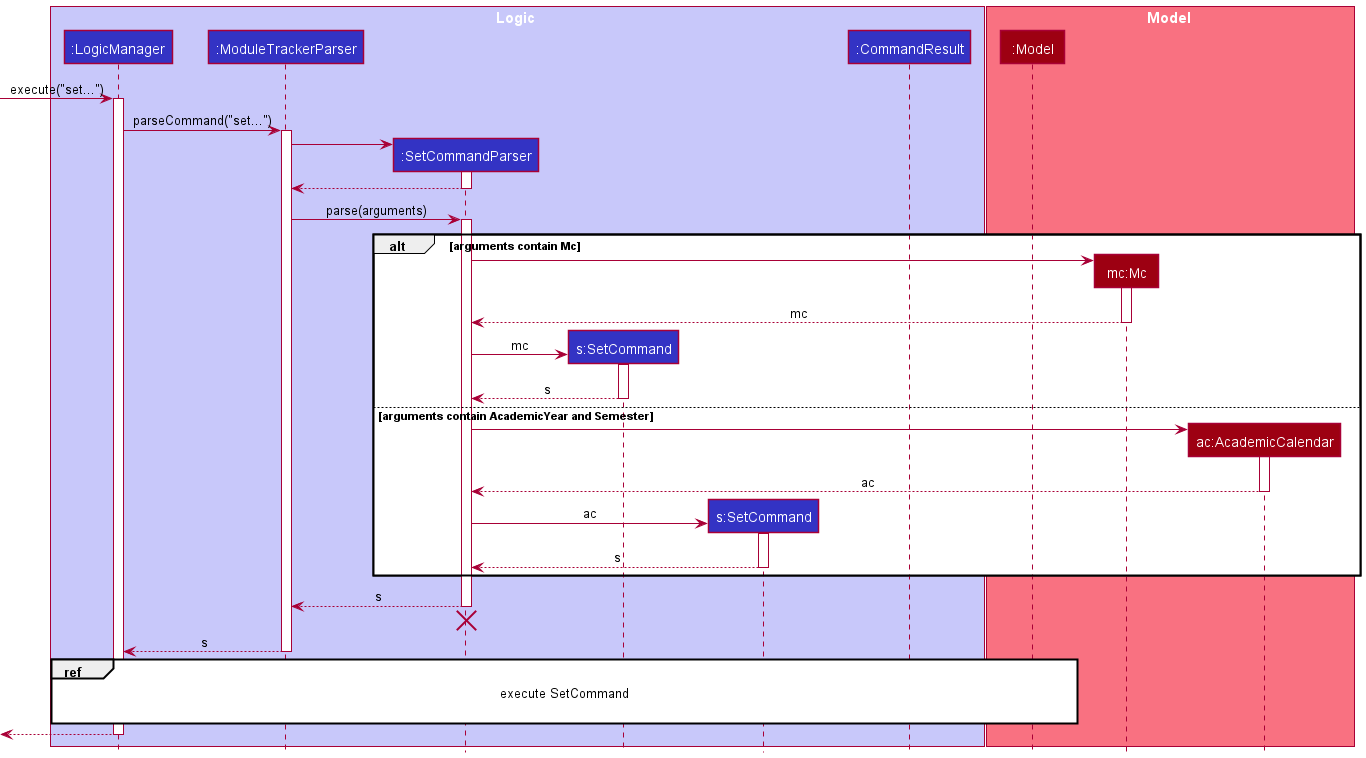 Logic
Model
:LogicManager
:ModuleTrackerParser
:CommandResult
:Model
execute("set...")
parseCommand("set...")
:SetCommandParser
parse(arguments)
alt
[arguments contain Mc]
mc:Mc
mc
mc
s:SetCommand
s
[arguments contain AcademicYear and Semester]
ac:AcademicCalendar
ac
ac
s:SetCommand
s
s
s
ref
execute SetCommand